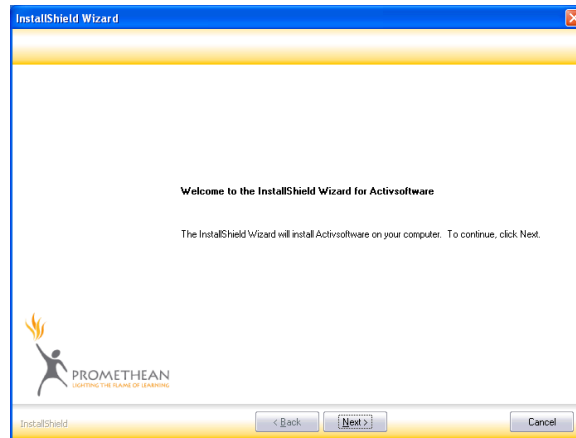 InstallShield Wizard
Welcome to the InstallShield Wizard for Activsoftware
The InstallShield Wizard will install Activsoftware on your computer. To continue, click Next.
PROMETHEAN
LIGHTING THE FLAME OF LEARNING
InstallShield
< Back
Next >
Cancel